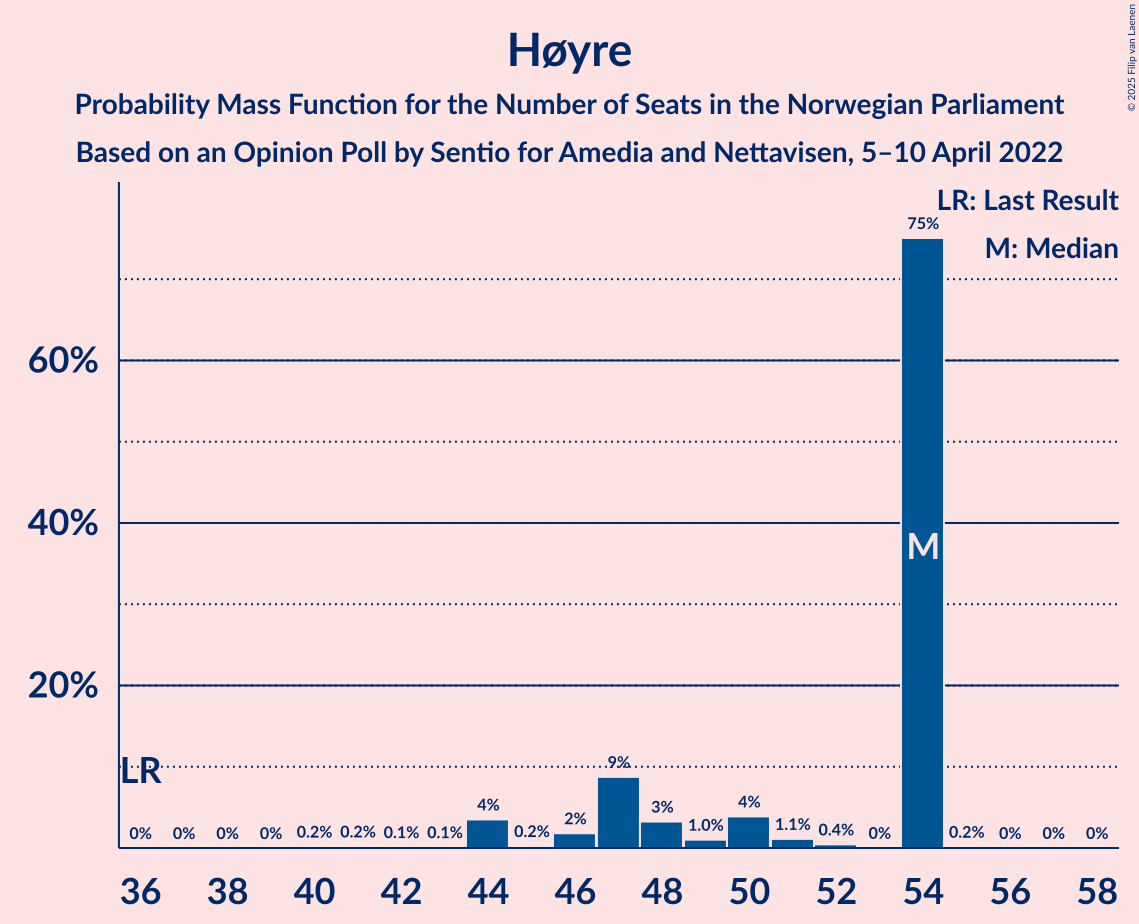 Høyre
Probability Mass Function for the Number of Seats in the Norwegian Parliament
Based on an Opinion Poll by Sentio for Amedia and Nettavisen, 5–10 April 2022
© 2025 Filip van Laenen
LR: Last Result
M: Median
60%
40%
20%
LR
M
0% 0% 0% 0% 0.2% 0.2% 0.1% 0.1% 4% 0.2% 2% 9% 3% 1.0% 4% 1.1% 0.4% 0% 75% 0.2% 0% 0% 0%
36 38 40 42 44 46 48 50 52 54 56 58